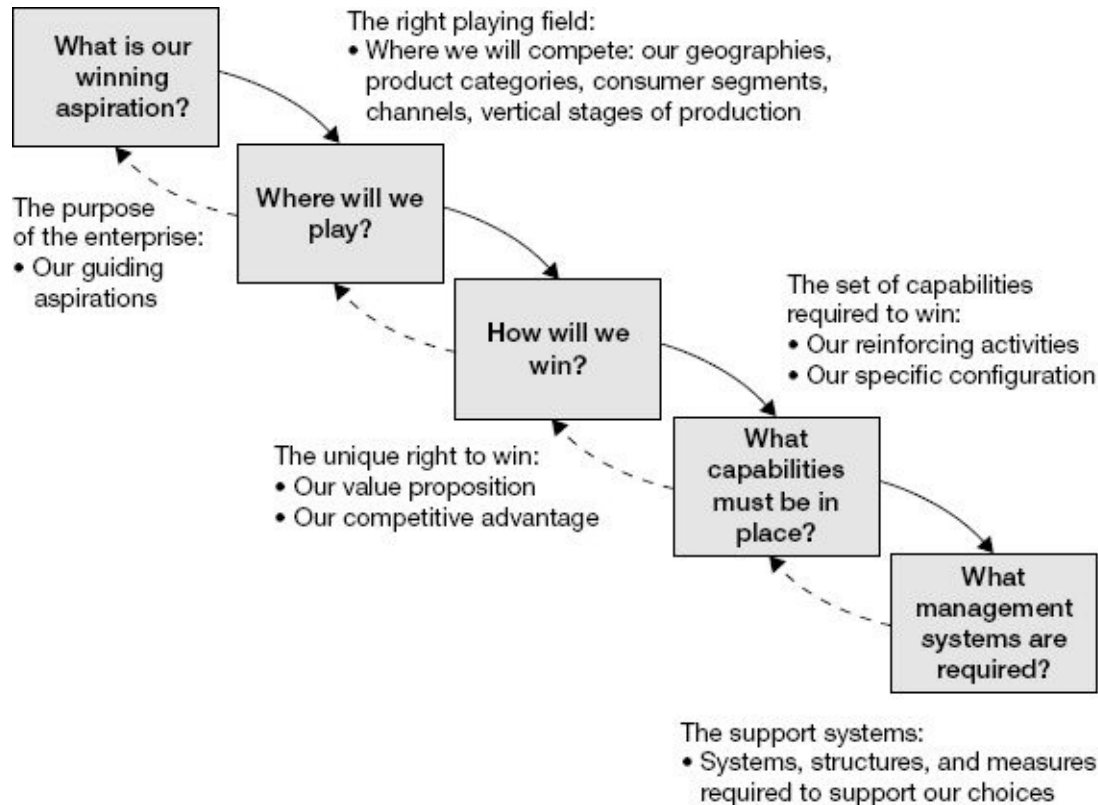 What is our
winning
aspiration?
The right playing field:
• Where we will compete: our geographies,
product categories, consumer segments,
channels, vertical stages of production
The purpose
of the enterprise:
• Our guiding
aspirations
Where will we
play?
How will we
win?
The set of capabilities
required to win:
• Our reinforcing activities
• Our specific configuration
The unique right to win:
• Our value proposition
• Our competitive advantage
What
capabilities
must be in
place?
What
management
systems are
required?
The support systems:
• Systems, structures, and measures
required to support our choices